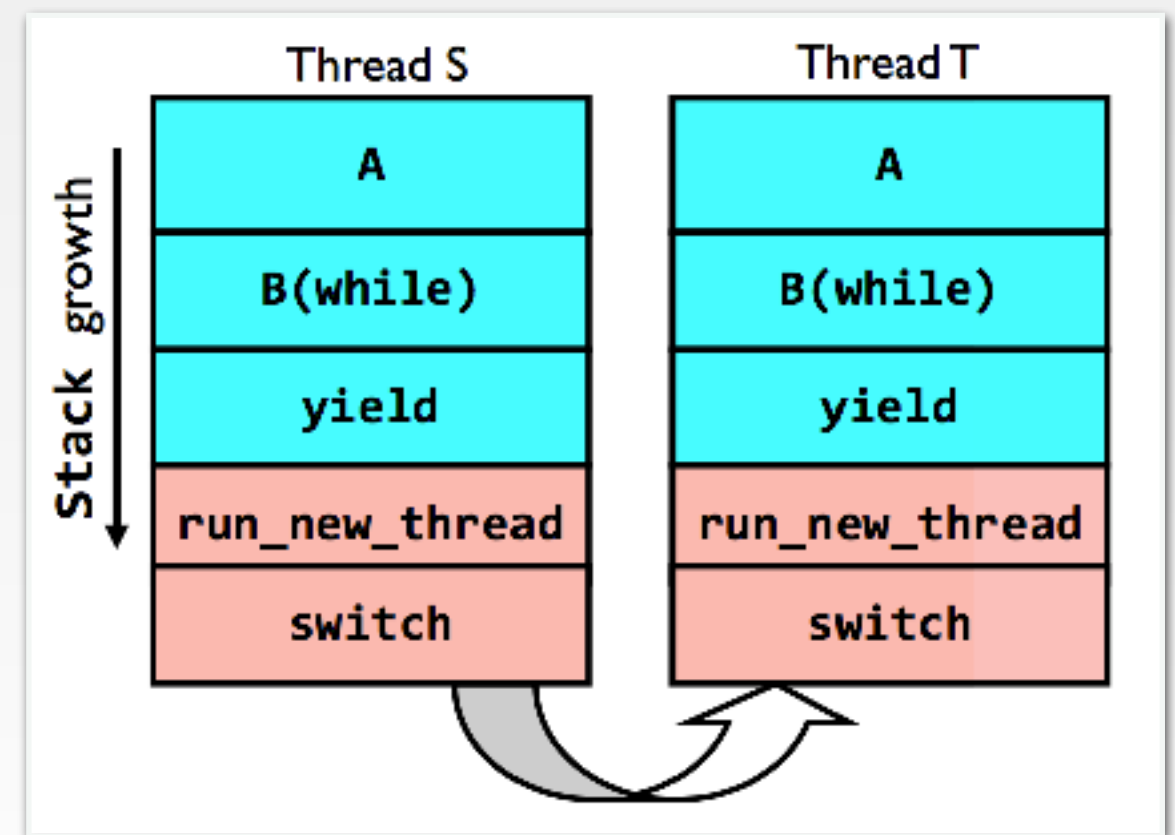 Thread S
Thread T
Stack growth
A
A
B(while)
B(while)
yield
yield
run_new_thread
run_new_thread
switch
switch